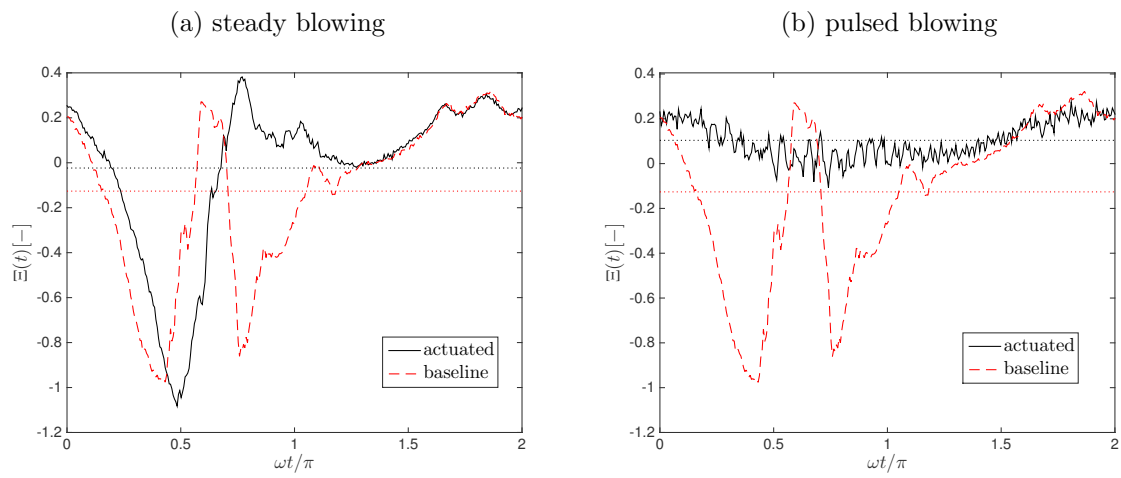 (a) steady blowing
0.4
0.2
0
-0.2
-0.4
-0.6
-0.8
-1
-1.2
Ξ(t)[−]
actuated
baseline
0
0.5
1
1.5
2
ωt/π
(b) pulsed blowing
0.4
0.2
0
-0.2
-0.4
-0.6
-0.8
-1
-1.2
Ξ(t)[−]
actuated
baseline
0
0.5
1
1.5
2
ωt/π